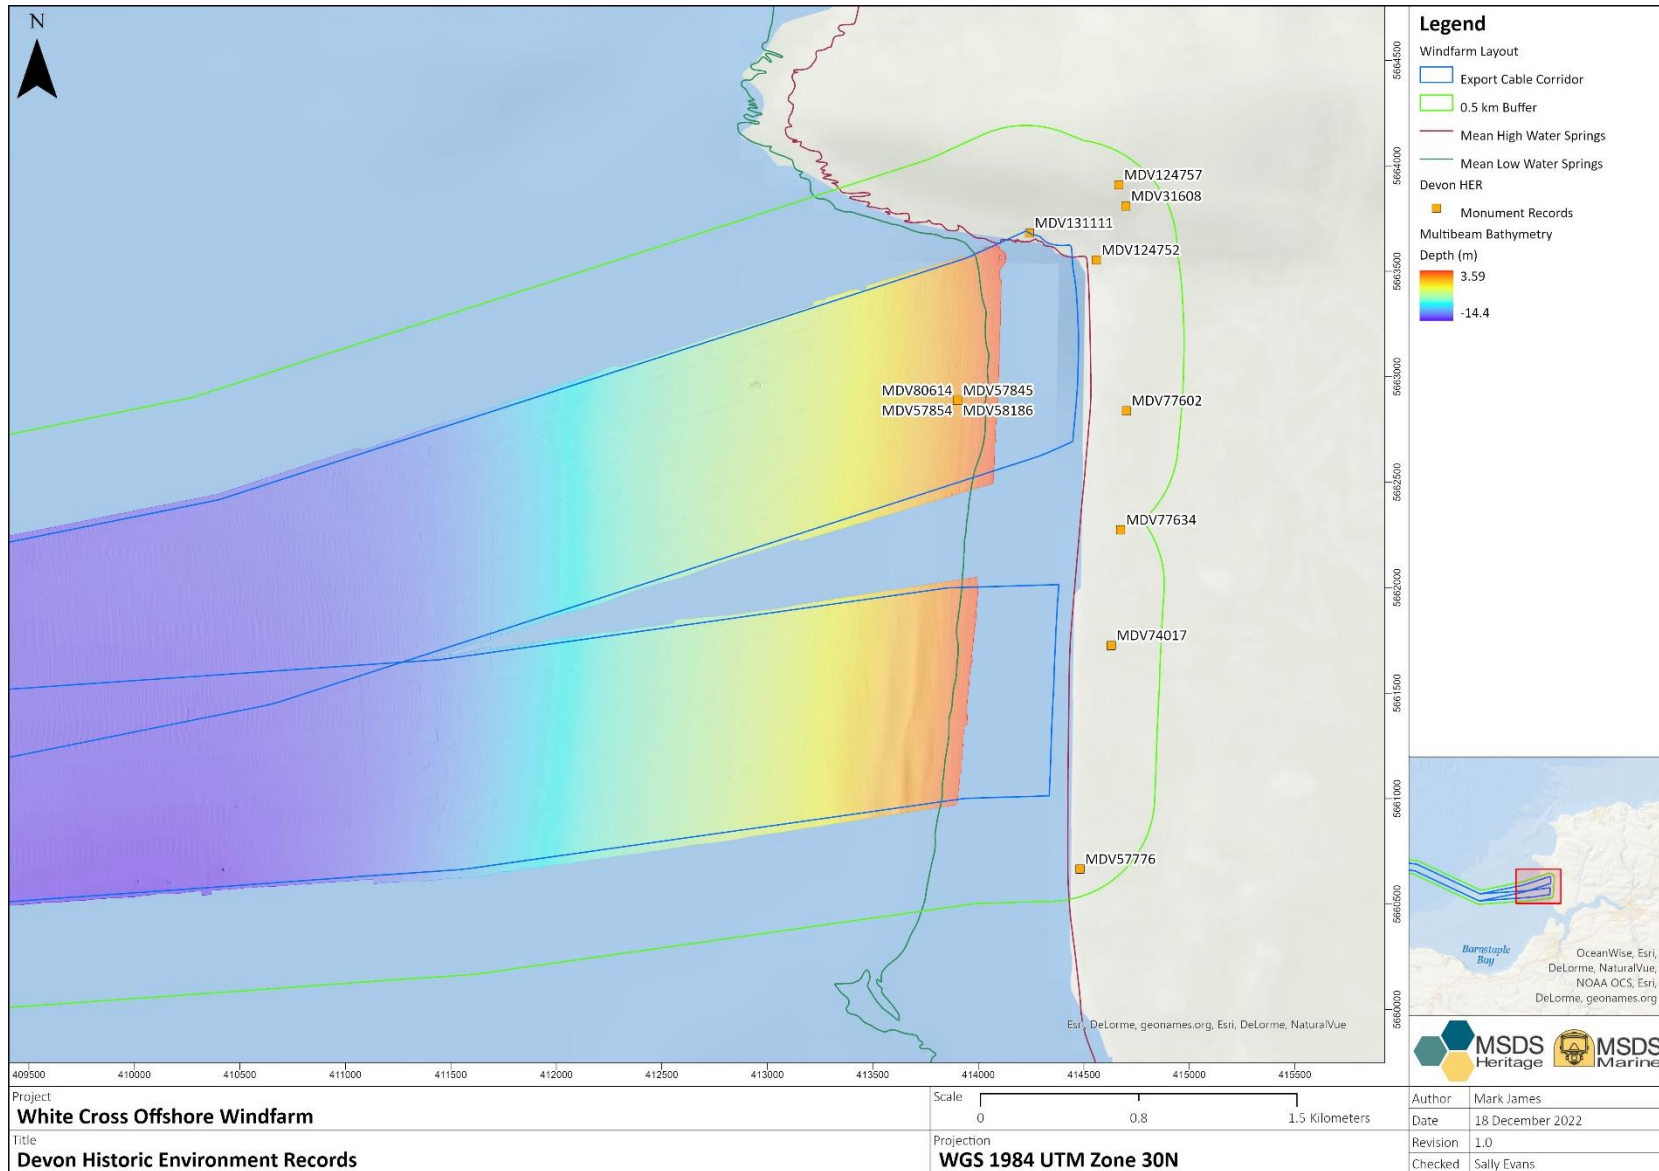 N
MDV124757
MDV31608
MDV131111
MDV124752
MDV80614 MDV57845
MDV57854 MDV58186
MDV77602
MDV77634
MDV74017
MDV57776
Esri, DeLorme, geonames.org, Esri, DeLorme, NaturalVue
5664500
5664000
5663500
5663000
5662500
5662000
5661500
5661000
5660500
5660000
409500 410000 410500 411000 411500 412000 412500 413000 413500 414000 414500 415000 415500
Legend
Windfarm Layout
Export Cable Corridor
0.5 km Buffer
Mean High Water Springs
Mean Low Water Springs
Devon HER
Monument Records
Multibeam Bathymetry
Depth (m)
3.59
-14.4
Barnstaple
Bay
OceanWise, Esri,
DeLorme, NaturalVue,
NOAA OCS, Esri,
DeLorme, geonames.org
MSDS
Heritage
MSDS
Marine
Project
White Cross Offshore Windfarm
Title
Devon Historic Environment Records
Scale
0 0.8 1.5 Kilometers
Projection
WGS 1984 UTM Zone 30N
Author Mark James
Date 18 December 2022
Revision 1.0
Checked Sally Evans